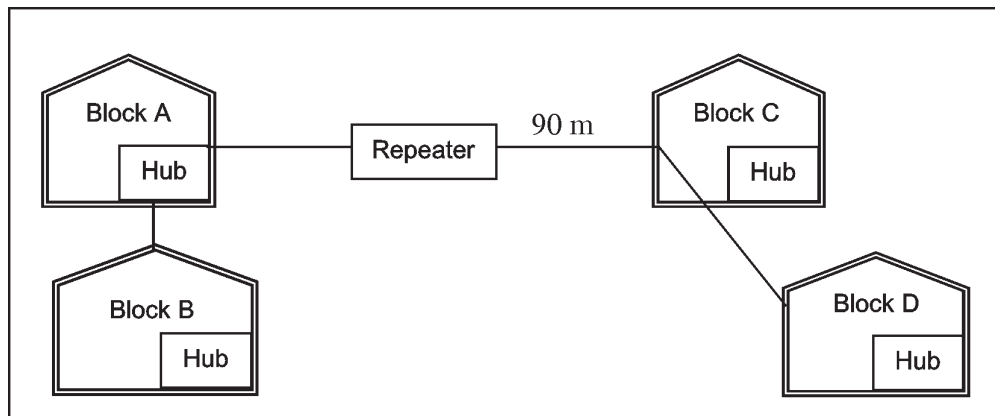 Block A
Hub
Repeater
90 m
Block C
Hub
Block B
Hub
Block D
Hub